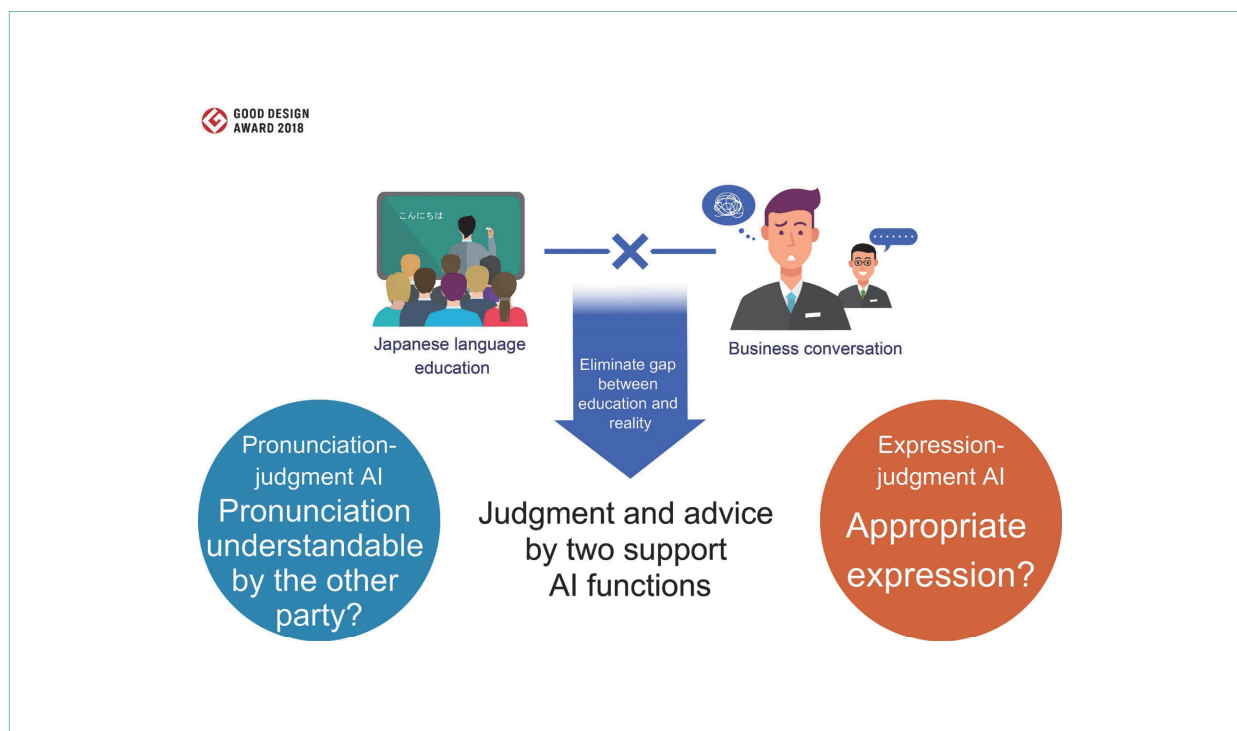 GOOD DESIGN
AWARD 2018
こんにちは
Japanese language
education
Business conversation
Eliminate gap
between
education and
reality
Pronunciation-
judgment AI
Pronunciation
understandable
by the other
party?
Judgment and advice
by two support
AI functions
Expression-
judgment AI
Appropriate
expression?